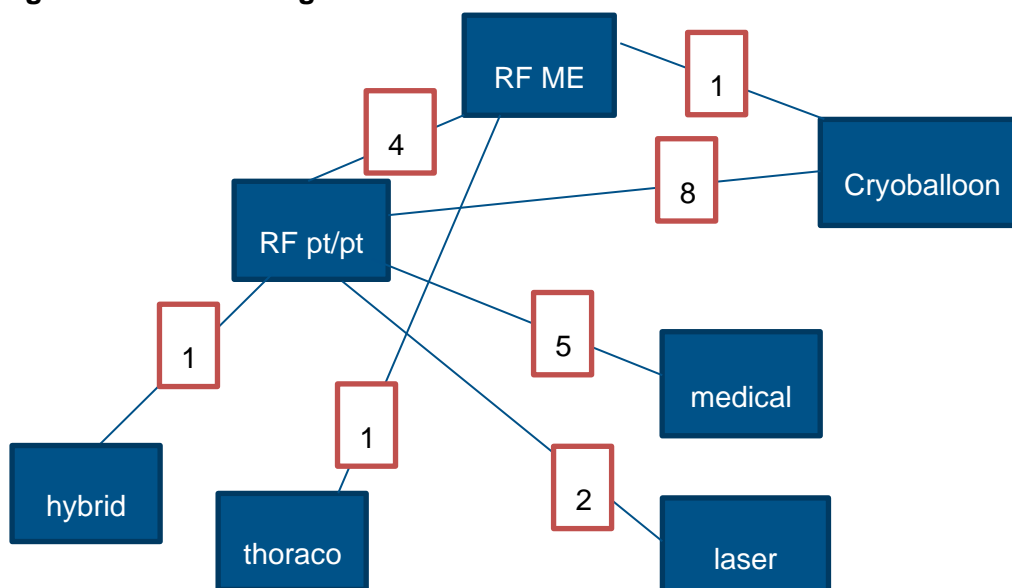 RF ME
1
4
Cryoballoon
8
RF pt/pt
1
5
medical
1
hybrid
2
thoraco
laser